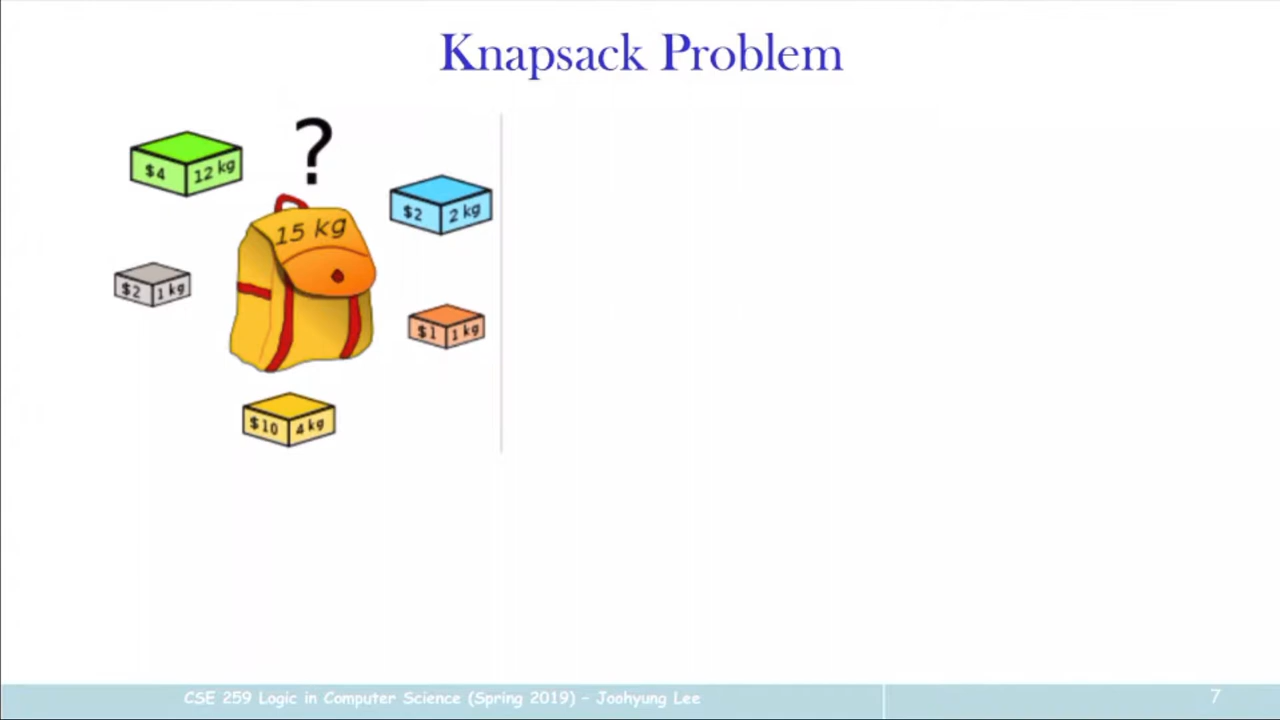 Knapsack Problem
?
$4 12 kg
15 kg
$2 2 kg
$2 1 kg
$1 1 kg
$10 4 kg
CSE 259 Logic in Computer Science (Spring 2019) – Joohyung Lee
7